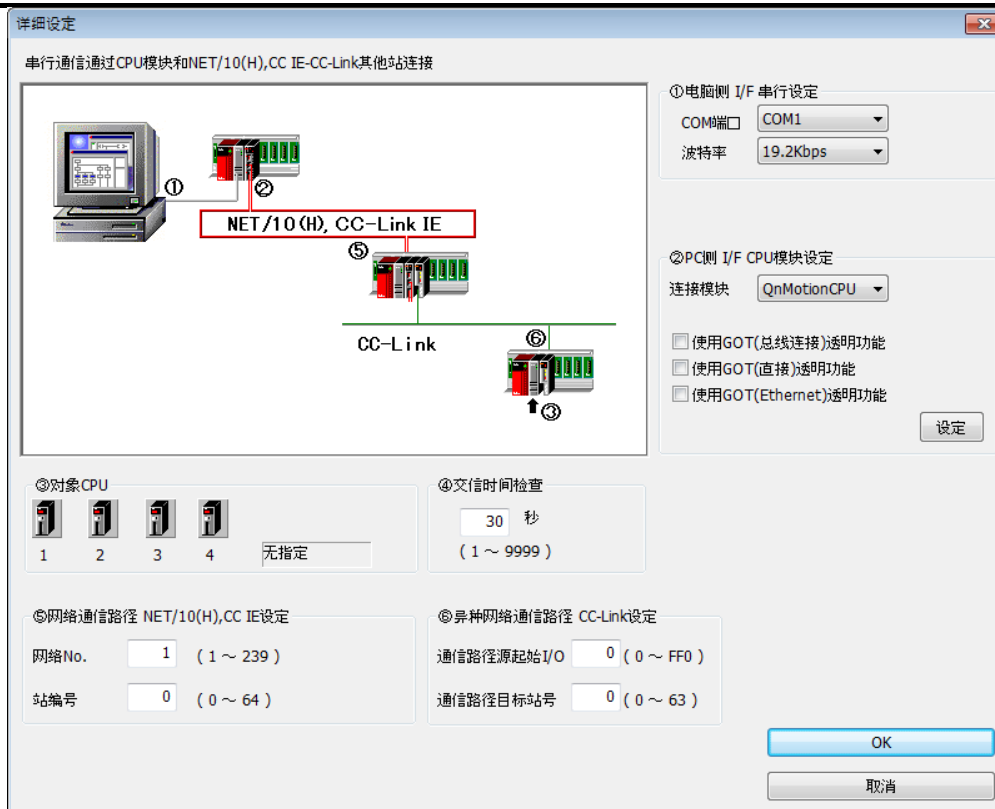 详细设定
串行通信通过CPU模块和NET/10(H),CC IE-CC-Link其他站连接
①
②
NET/10(H), CC-Link IE
⑤
CC-Link
⑥
③
①电脑侧 I/F 串行设定
COM端口 COM1
波特率 19.2Kbps
②PC侧 I/F CPU模块设定
连接模块 QnMotionCPU
使用GOT(总线连接)透明功能
使用GOT(直接)透明功能
使用GOT(Ethernet)透明功能
设定
③对象CPU
1 2 3 4 无指定
④交信时间检查
30 秒
( 1 ~ 9999 )
⑤网络通信路径 NET/10(H),CC IE设定
网络No. 1 ( 1 ~ 239 )
站编号 0 ( 0 ~ 64 )
⑥异种网络通信路径 CC-Link设定
通信路径源起始I/O 0 ( 0 ~ FF0 )
通信路径目标站号 0 ( 0 ~ 63 )
OK
取消